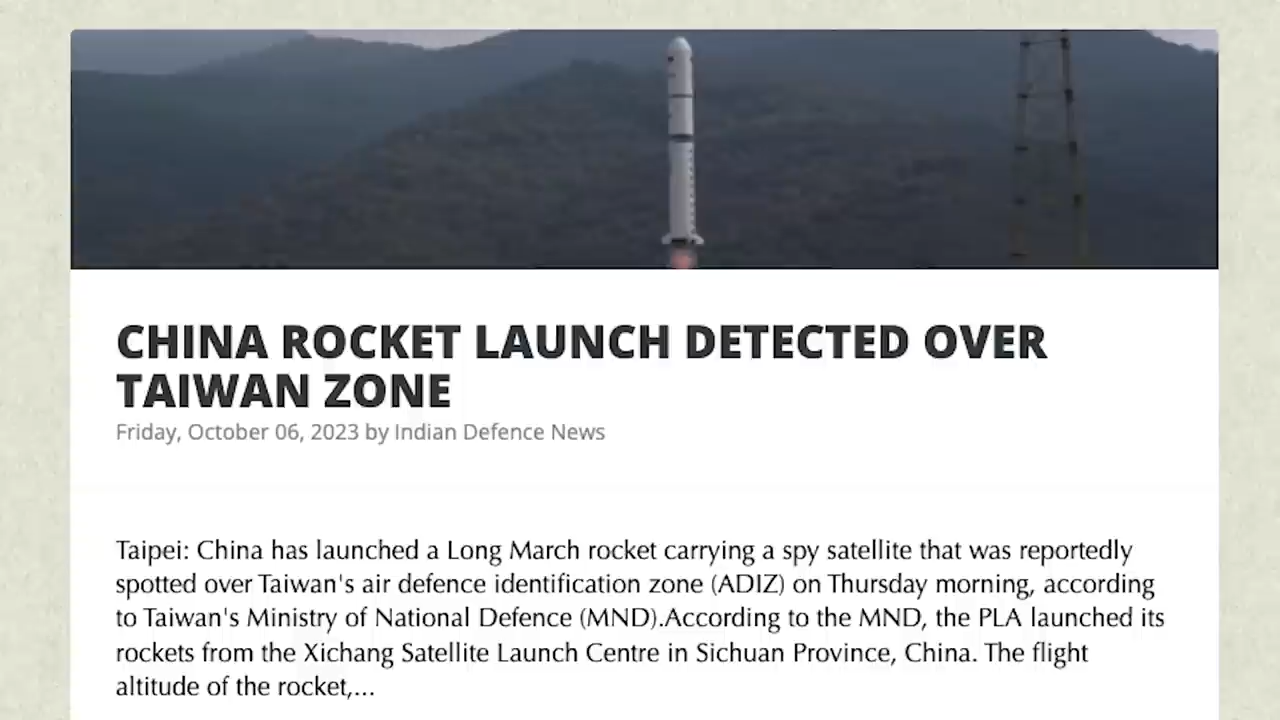 CHINA ROCKET LAUNCH DETECTED OVER
TAIWAN ZONE
Friday, October 06, 2023 by Indian Defence News
Taipei: China has launched a Long March rocket carrying a spy satellite that was reportedly
spotted over Taiwan's air defence identification zone (ADIZ) on Thursday morning, according
to Taiwan's Ministry of National Defence (MND).According to the MND, the PLA launched its
rockets from the Xichang Satellite Launch Centre in Sichuan Province, China. The flight
altitude of the rocket,...